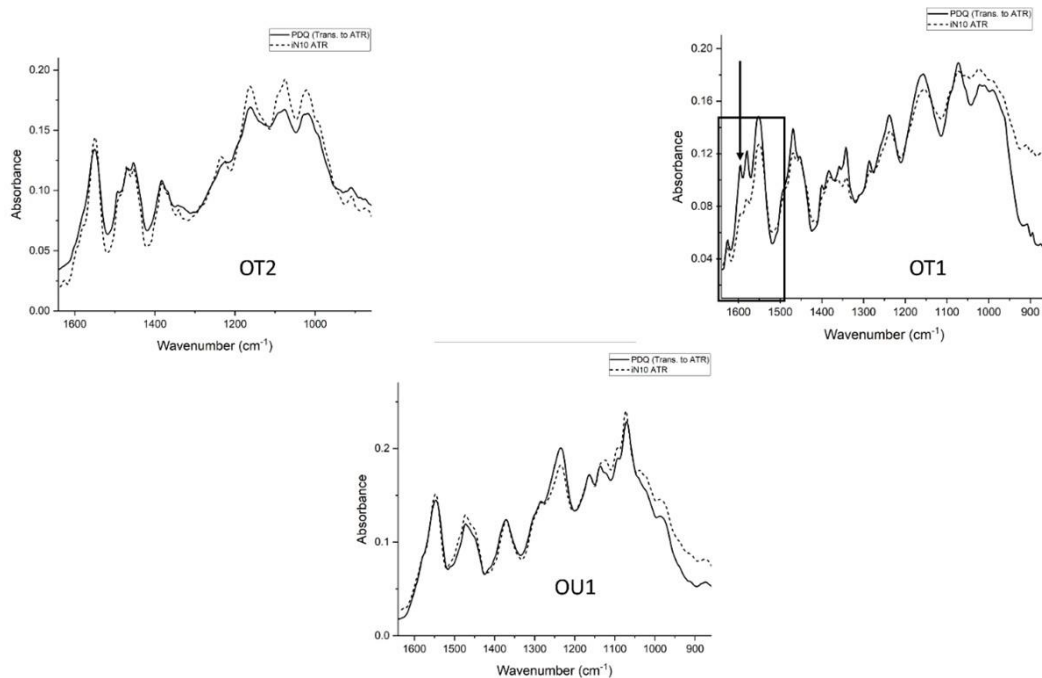 PDQ (Trans. to ATR)
iN10 ATR
0.20
0.15
0.10
0.05
0.00
Absorbance
OT2
1600 1400 1200 1000
Wavenumber (cm-1)
PDQ (Trans. to ATR)
iN10 ATR
0.20
0.16
0.12
0.08
0.04
Absorbance
OT1
1600 1500 1400 1300 1200 1100 1000 900
Wavenumber (cm-1)
PDQ (Trans. to ATR)
iN10 ATR
0.2
0.1
0.0
Absorbance
OU1
1600 1500 1400 1300 1200 1100 1000 900
Wavenumber (cm-1)